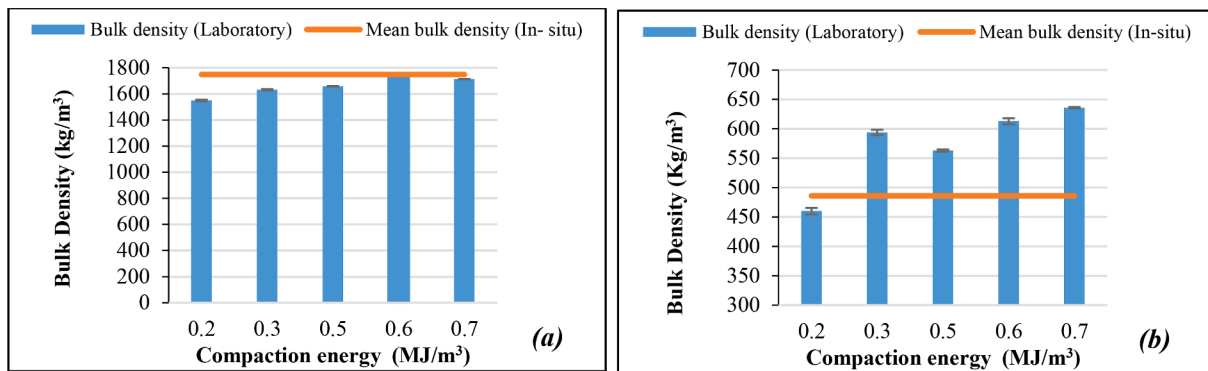 Bulk density (Laboratory) Mean bulk density (In- situ)
Bulk Density (kg/m³)
1800
1600
1400
1200
1000
800
600
400
200
0
0.2 0.3 0.5 0.6 0.7
Compaction energy (MJ/m³)
(a)
Bulk density (Laboratory) Mean bulk density (In-situ)
Bulk Density (Kg/m³)
700
650
600
550
500
450
400
350
300
0.2 0.3 0.5 0.6 0.7
Compaction energy (MJ/m³)
(b)